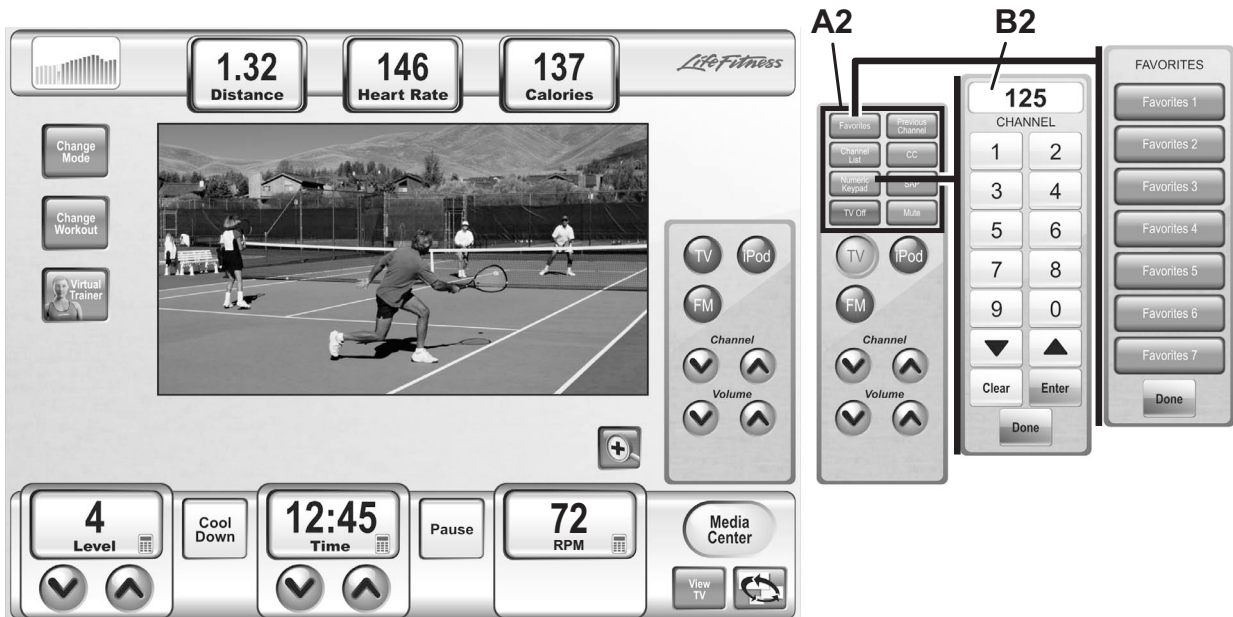 A2
B2
1.32
Distance
146
Heart Rate
137
Calories
LifeFitness
Change
Mode
Change
Workout
Virtual
Trainer
TV
iPod
FM
Channel
Volume
4
Level
Cool
Down
12:45
Time
Pause
72
RPM
Media
Center
View
TV
Favorites
Previous
Channel
Channel
List
CC
Numeric
Keypad
SAP
TV Off
Mute
TV
iPod
FM
Channel
Volume
125
CHANNEL
1 2
3 4
5 6
7 8
9 0
Clear Enter
Done
FAVORITES
Favorites 1
Favorites 2
Favorites 3
Favorites 4
Favorites 5
Favorites 6
Favorites 7
Done